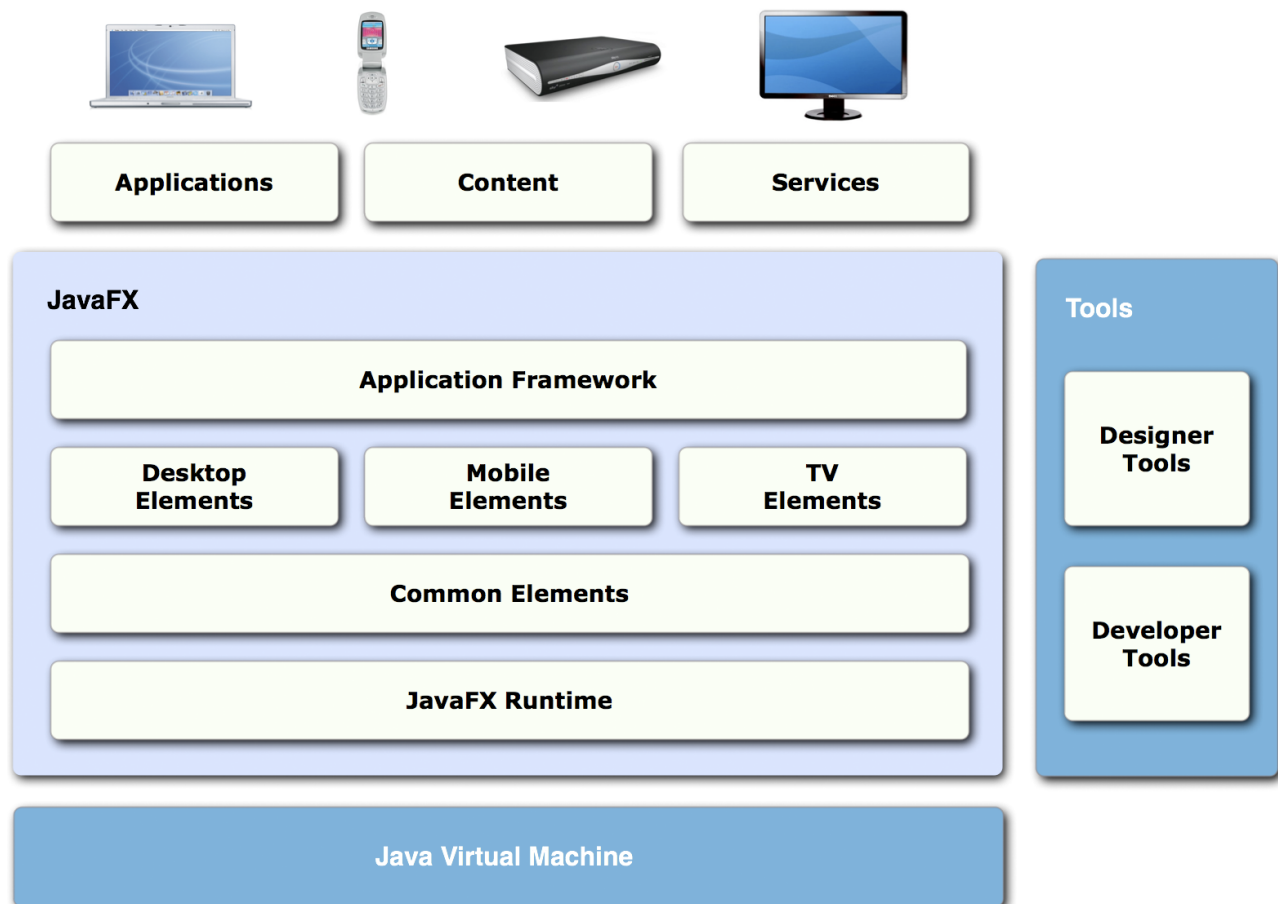 Applications
Content
Services
JavaFX
Application Framework
Desktop
Elements
Mobile
Elements
TV
Elements
Common Elements
JavaFX Runtime
Tools
Designer
Tools
Developer
Tools
Java Virtual Machine